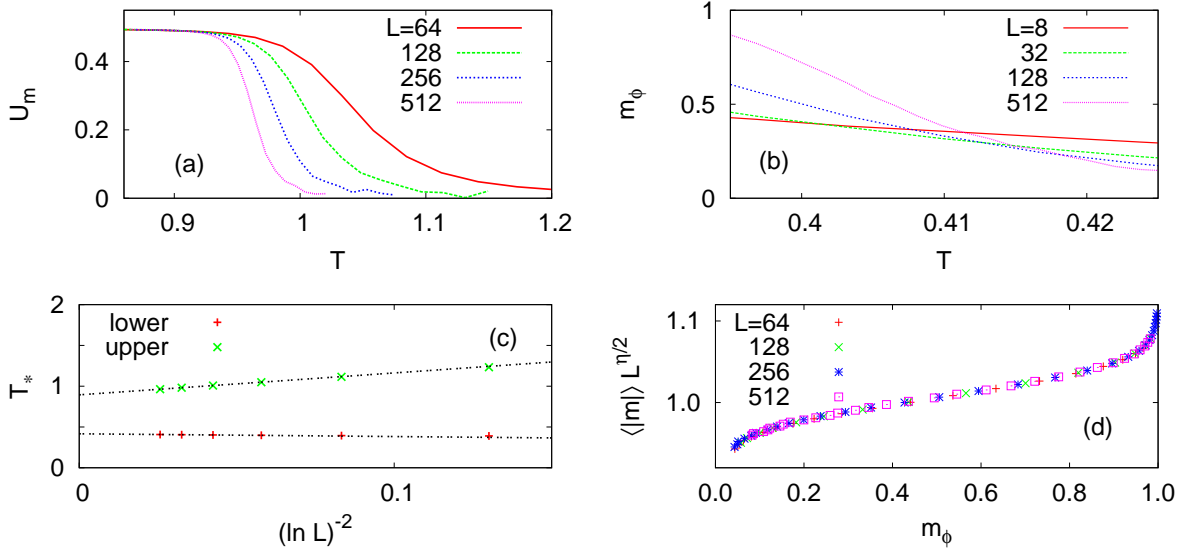 U_m
0
0.2
0.4
0.9
1
1.1
1.2
T
(a)
L=64
128
256
512
m_ϕ
0
0.5
1
0.4
0.41
0.42
T
(b)
L=8
32
128
512
T_*
0
1
2
0
0.1
(ln L)^-2
(c)
lower
upper
⟨|m|⟩ L^η/2
1.0
1.1
0.0
0.2
0.4
0.6
0.8
1.0
m_ϕ
(d)
L=64
128
256
512